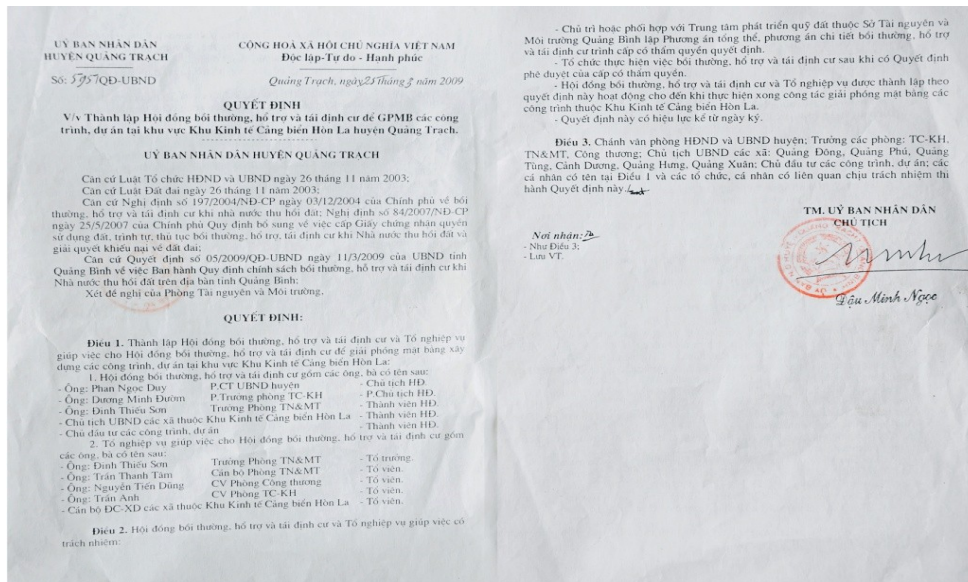 UỶ BAN NHÂN DÂN
HUYỆN QUẢNG TRẠCH
CỘNG HOÀ XÃ HỘI CHỦ NGHĨA VIỆT NAM
Độc lập-Tự do - Hạnh phúc
Số: QĐ-UBND
Quảng Trạch, ngày 25 tháng 3 năm 2009
QUYẾT ĐỊNH
V/v Thành lập Hội đồng bồi thường, hổ trợ và tái định cư để GPMB các công
trình, dự án tại khu vực Khu Kinh tế Cảng biển Hòn La huyện Quảng Trạch.
UỶ BAN NHÂN DÂN HUYỆN QUẢNG TRẠCH
Căn cứ Luật Tổ chức HĐND và UBND ngày 26 tháng 11 năm 2003;
Căn cứ Luật Đất đai ngày 26 tháng 11 năm 2003;
Căn cứ Nghị định số 197/2004/NĐ-CP ngày 03/12/2004 của Chính phủ về bồi
thường, hổ trợ và tái định cư khi nhà nước thu hồi đất; Nghị định số 84/2007/NĐ-CP
ngày 25/5/2007 của Chính phủ Quy định bổ sung về việc cấp Giấy chứng nhận quyền
sử dụng đất, trình tự, thủ tục bồi thường, hổ trợ, tái định cư khi Nhà nước thu hồi đất và
giải quyết khiếu nại về đất đai;
Căn cứ Quyết định số 05/2009/QĐ-UBND ngày 11/3/2009 của UBND tỉnh
Quảng Bình về việc Ban hành Quy định chính sách bồi thường, hổ trợ và tái định cư khi
Nhà nước thu hồi đất trên địa bàn tỉnh Quảng Bình;
Xét đề nghị của Phòng Tài nguyên và Môi trường,
QUYẾT ĐỊNH:
Điều 1. Thành lập Hội đồng bồi thường, hổ trợ và tái định cư và Tổ nghiệp vụ
giúp việc cho Hội đồng bồi thường, hổ trợ và tái định cư để giải phóng mặt bằng xây
dựng các công trình, dự án tại khu vực Khu Kinh tế Cảng biển Hòn La:
1. Hội đồng bồi thường, hổ trợ và tái định cư gồm các ông, bà có tên sau:
- Ông: Phan Ngọc Duy P.CT UBND huyện - Chủ tịch HĐ.
- Ông: Dương Minh Đườm P.Trưởng phòng TC-KH - P.Chủ tịch HĐ.
- Ông: Đinh Thiếu Sơn Trưởng Phòng TN&MT - Thành viên HĐ.
- Chủ tịch UBND các xã thuộc Khu Kinh tế Cảng biển Hòn La - Thành viên HĐ.
- Chủ đầu tư các công trình, dự án - Thành viên HĐ.
2. Tổ nghiệp vụ giúp việc cho Hội đồng bồi thường, hổ trợ và tái định cư gồm
các ông, bà có tên sau:
- Ông: Đinh Thiếu Sơn Trưởng Phòng TN&MT - Tổ trưởng.
- Ông: Trần Thanh Tâm Cán bộ Phòng TN&MT - Tổ viên.
- Ông: Nguyễn Tiến Dũng CV Phòng Công thương - Tổ viên.
- Ông: Trần Anh CV Phòng TC-KH - Tổ viên.
- Cán bộ ĐC-XD các xã thuộc Khu Kinh tế Cảng biển Hòn La - Tổ viên.
Điều 2. Hội đồng bồi thường, hổ trợ và tái định cư và Tổ nghiệp vụ giúp việc có
trách nhiệm:
- Chủ trì hoặc phối hợp với Trung tâm phát triển quỹ đất thuộc Sở Tài nguyên và
Môi trường Quảng Bình lập Phương án tổng thể, phương án chi tiết bồi thường, hổ trợ
và tái định cư trình cấp có thẩm quyền quyết định.
- Tổ chức thực hiện việc bồi thường, hổ trợ và tái định cư sau khi có Quyết định
phê duyệt của cấp có thẩm quyền.
- Hội đồng bồi thường, hổ trợ và tái định cư và Tổ nghiệp vụ được thành lập theo
quyết định này hoạt động cho đến khi thực hiện xong công tác giải phóng mặt bằng các
công trình thuộc Khu Kinh tế Cảng biển Hòn La.
- Quyết định này có hiệu lực kể từ ngày ký.
Điều 3. Chánh văn phòng HĐND và UBND huyện; Trưởng các phòng: TC-KH,
TN&MT, Công thương; Chủ tịch UBND các xã: Quảng Đông, Quảng Phú, Quảng
Tùng, Cảnh Dương, Quảng Hưng, Quảng Xuân; Chủ đầu tư các công trình, dự án; các
cá nhân có tên tại Điều 1 và các tổ chức, cá nhân có liên quan chịu trách nhiệm thi
hành Quyết định này.
TM. UỶ BAN NHÂN DÂN
CHỦ TỊCH
Nơi nhận:
- Như Điều 3;
- Lưu VT.
Đậu Minh Ngọc